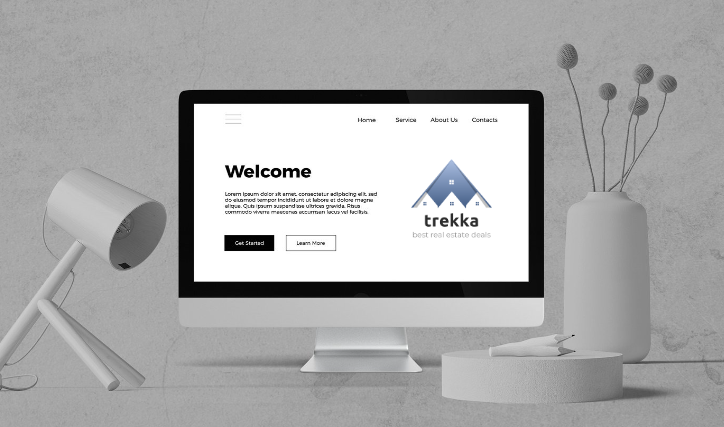 Home Service About Us Contacts
Welcome
Lorem ipsum dolor sit amet, consectetur adipiscing elit, sed
do eiusmod tempor incididunt ut labore et dolore magna
aliqua. Quis ipsum suspendisse ultrices gravida. Risus
commodo viverra maecenas accumsan lacus vel facilisis.
Get Started Learn More
trekka
best real estate deals